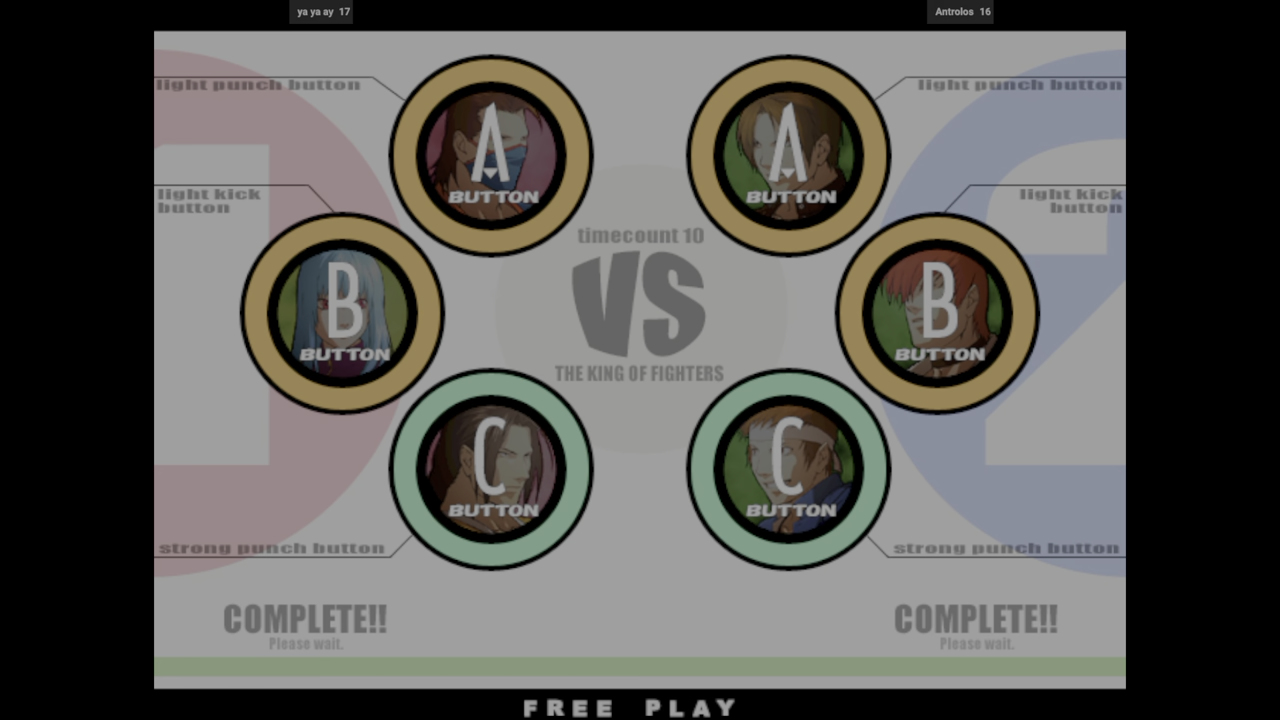 ya ya ay 17
Antrolos 16
light punch button
light punch button
A
BUTTON
A
BUTTON
light kick
button
light kick
button
timecount 10
VS
THE KING OF FIGHTERS
B
BUTTON
B
BUTTON
C
BUTTON
C
BUTTON
strong punch button
strong punch button
COMPLETE!!
Please wait.
COMPLETE!!
Please wait.
FREE PLAY
1
2